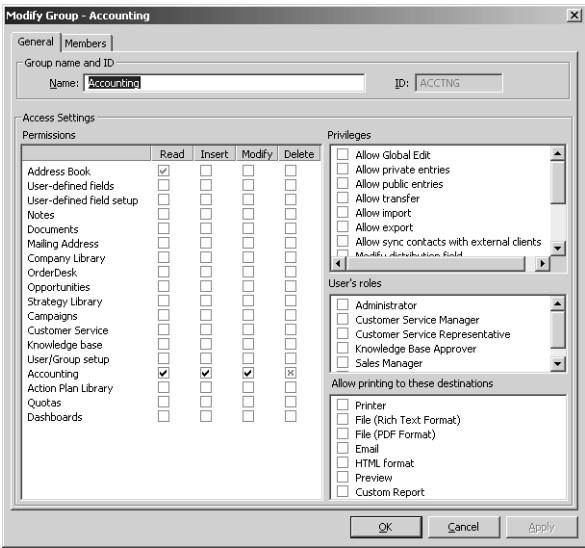 Modify Group - Accounting
General Members
Group name and ID
Name: Accounting ID: ACCTNG
Access Settings
Permissions
Read Insert Modify Delete
Address Book
User-defined fields
User-defined field setup
Notes
Documents
Mailing Address
Company Library
OrderDesk
Opportunities
Strategy Library
Campaigns
Customer Service
Knowledge base
User/Group setup
Accounting
Action Plan Library
Quotas
Dashboards
Privileges
Allow Global Edit
Allow private entries
Allow public entries
Allow transfer
Allow import
Allow export
Allow sync contacts with external clients
Modify distribution field
User's roles
Administrator
Customer Service Manager
Customer Service Representative
Knowledge Base Approver
Sales Manager
Allow printing to these destinations
Printer
File (Rich Text Format)
File (PDF Format)
Email
HTML format
Preview
Custom Report
OK Cancel Apply